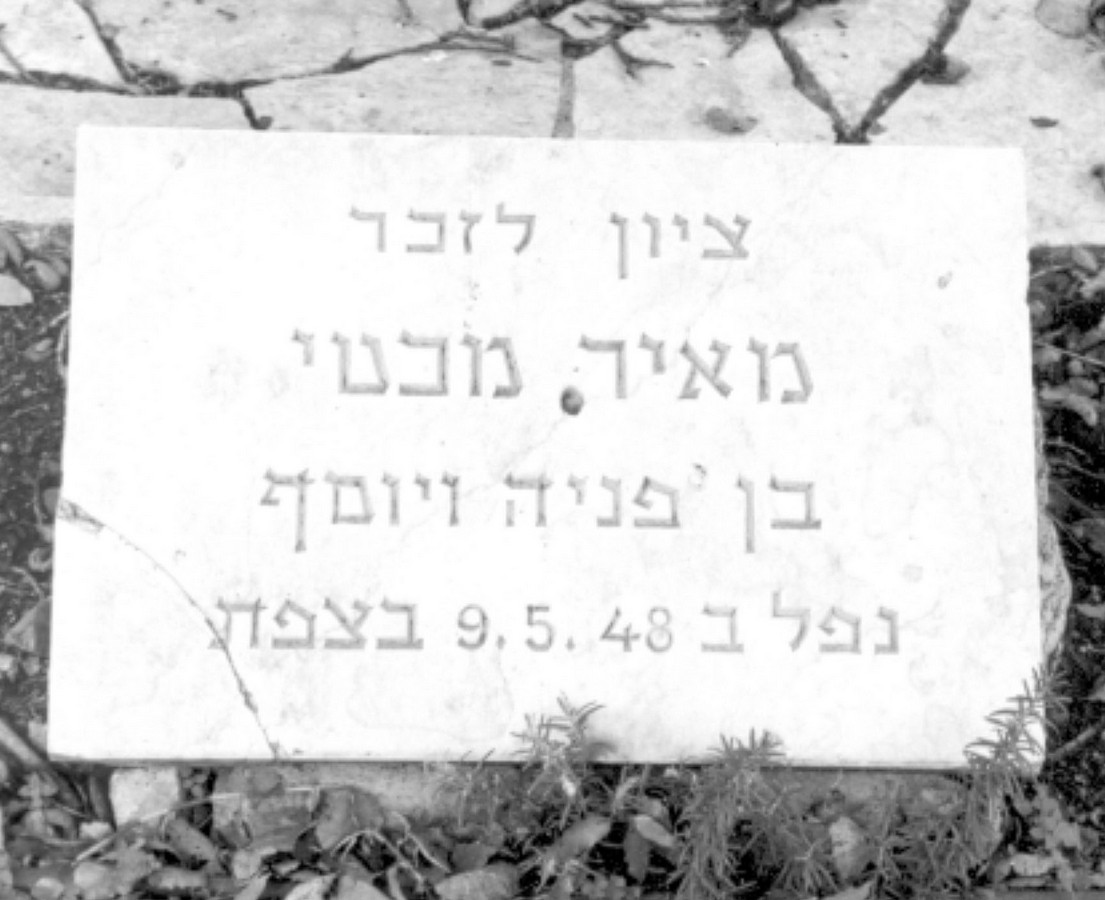 ציון לזכר
מאיר מכטי
בן פניה ויוסף
נפל ב 9.5.48 בצפת